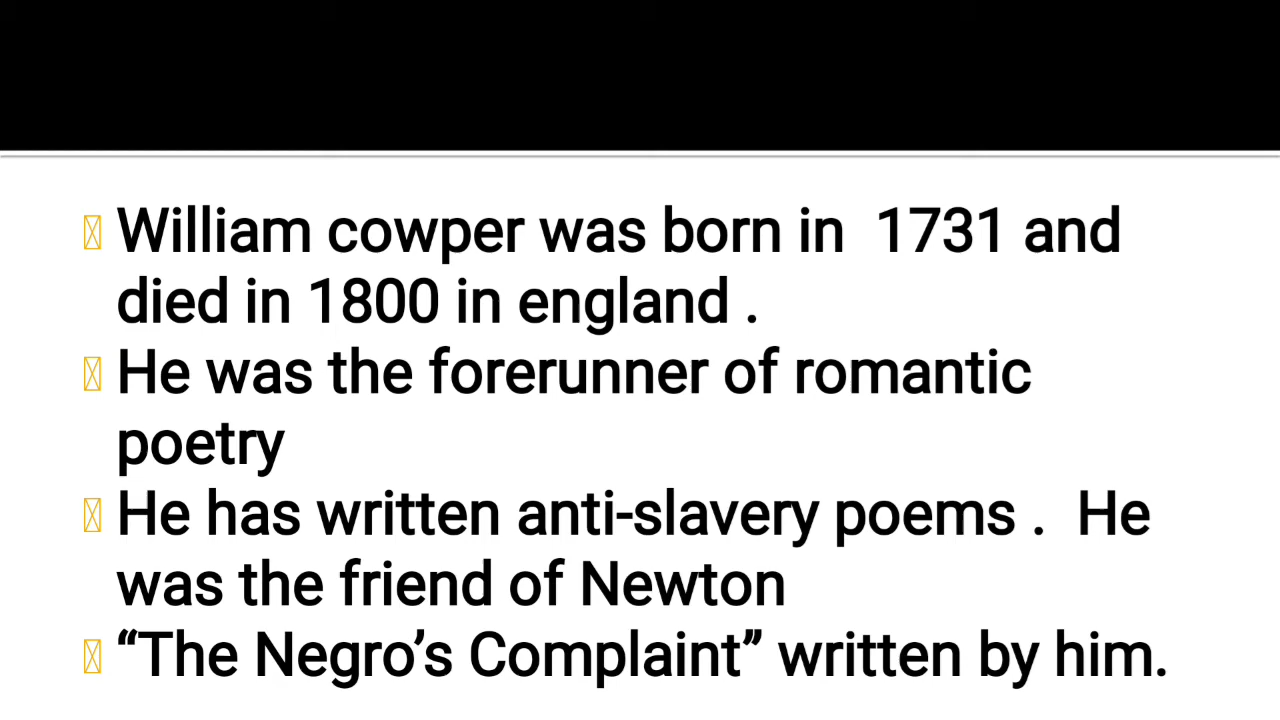 William cowper was born in  1731 and
died in 1800 in england .
He was the forerunner of romantic
poetry
He has written anti-slavery poems .  He
was the friend of Newton
“The Negro’s Complaint” written by him.